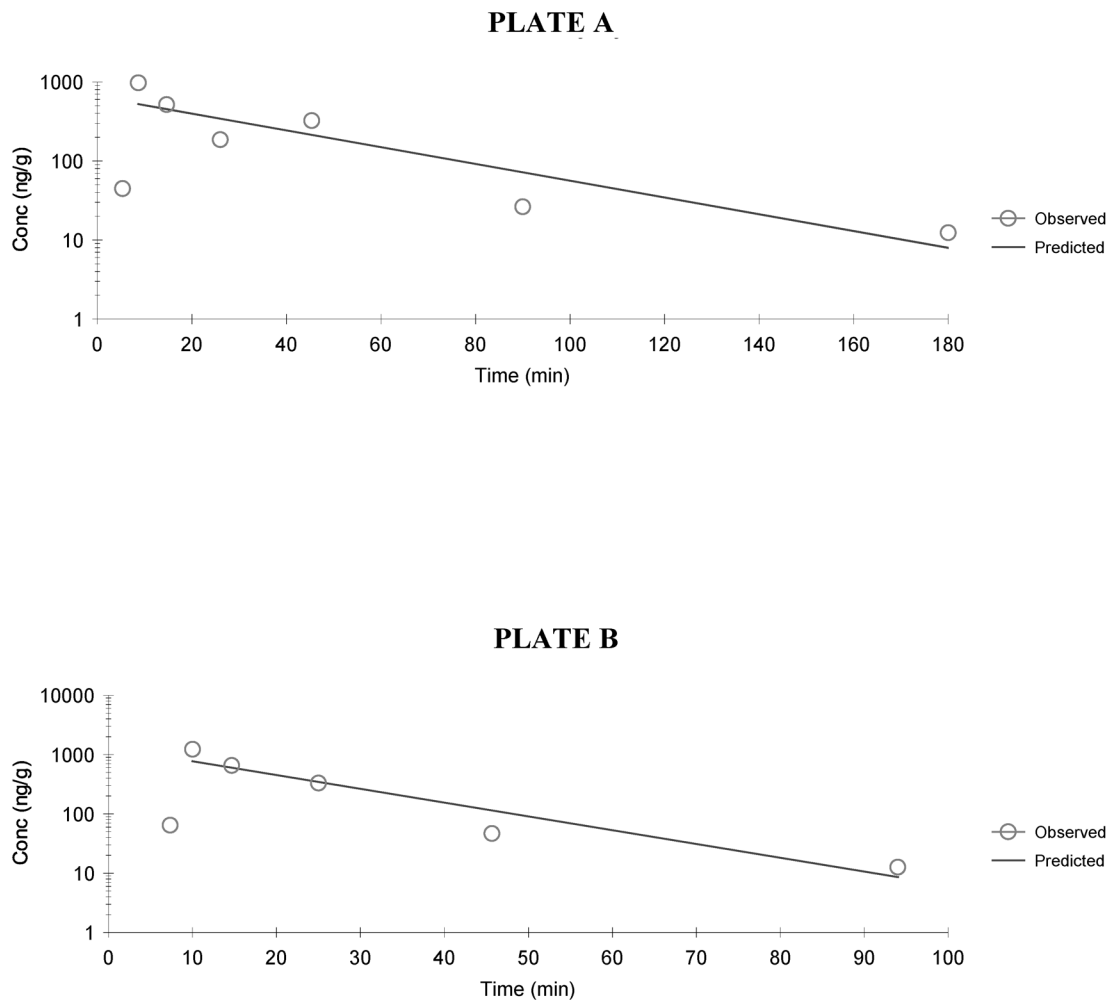 PLATE A
1000
100
10
1
Conc (ng/g)
0 20 40 60 80 100 120 140 160 180
Time (min)
Observed
Predicted
PLATE B
10000
1000
100
10
1
Conc (ng/g)
0 10 20 30 40 50 60 70 80 90 100
Time (min)
Observed
Predicted